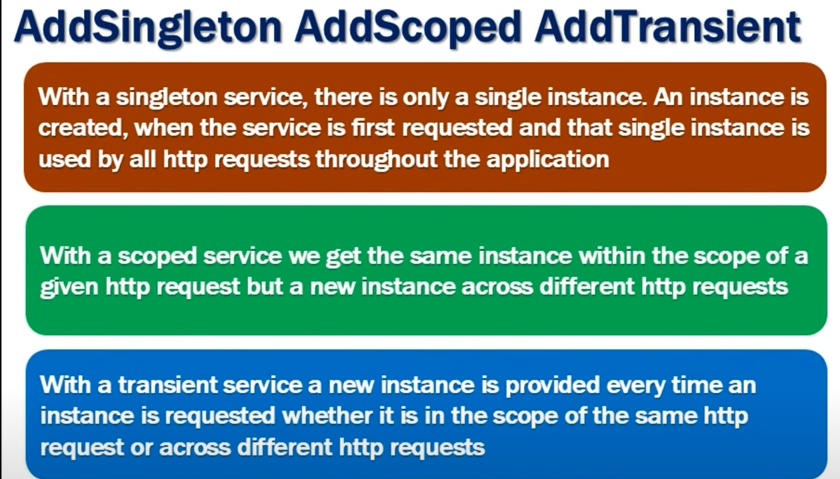 AddSingleton AddScoped AddTransient
With a singleton service, there is only a single instance. An instance is
created, when the service is first requested and that single instance is
used by all http requests throughout the application
With a scoped service we get the same instance within the scope of a
given http request but a new instance across different http requests
With a transient service a new instance is provided every time an
instance is requested whether it is in the scope of the same http
request or across different http requests